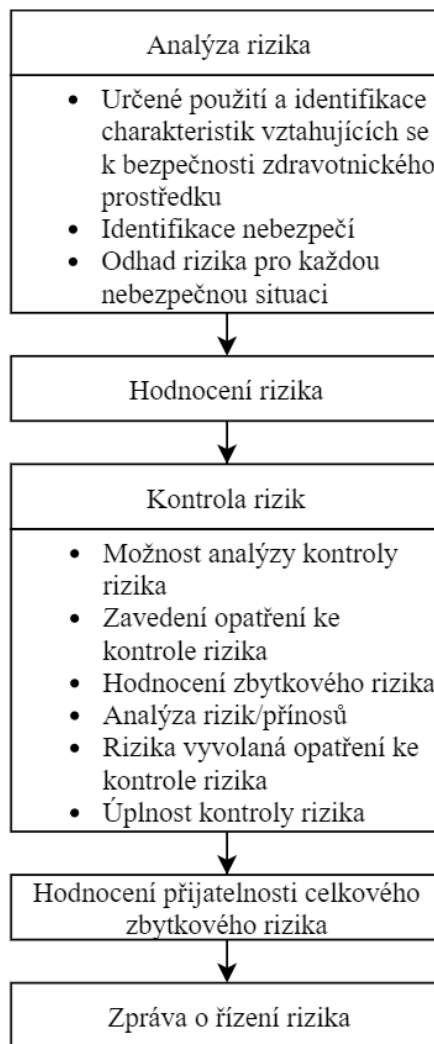 Analýza rizika
• Určené použití a identifikace
charakteristik vztahujících se
k bezpečnosti zdravotnického
prostředku
• Identifikace nebezpečí
• Odhad rizika pro každou
nebezpečnou situaci
Hodnocení rizika
Kontrola rizik
• Možnost analýzy kontroly
rizika
• Zavedení opatření ke
kontrole rizika
• Hodnocení zbytkového rizika
• Analýza rizik/přínosů
• Rizika vyvolaná opatření ke
kontrole rizika
• Úplnost kontroly rizika
Hodnocení přijatelnosti celkového
zbytkového rizika
Zpráva o řízení rizika